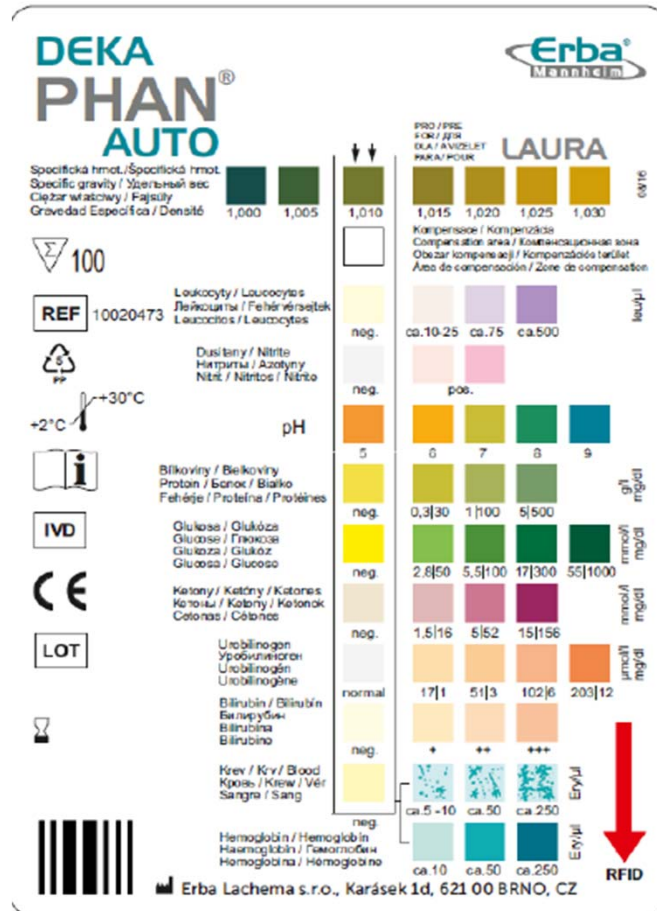 DEKA
PHAN®
AUTO
Erba®
Mannheim
PRO / PRE
FOR / ДЛЯ
DLA / A VIZELET
PARA / POUR
LAURA
Specifická hmot./Špecifická hmot.
Specific gravity / Удельный вес
Ciężar właściwy / Fajsúly
Gravedad Específica / Densité
1,000 1,005 1,010 1,015 1,020 1,025 1,030
Σ 100
Kompensace / Kompenzácia
Compensation area / Компенсационная зона
Obszar kompensacji / Kompenzációs terület
Área de compensación / Zone de compensation
REF 10020473
Leukocyty / Leucocytes
Лейкоциты / Fehérvérsejtek
Leucocitos / Leucocytes
neg. ca.10-25 ca.75 ca.500
leu/µl
5
PP
Dusitany / Nitrite
Нитриты / Azotyny
Nitrit / Nitritos / Nitrite
neg. pos.
+30°C
+2°C
pH
5 6 7 8 9
i
Bílkoviny / Bielkoviny
Protein / Белок / Białko
Fehérje / Proteína / Protéines
neg. 0,3|30 1|100 5|500
g/l
mg/dl
IVD
Glukosa / Glukóza
Glucose / Глюкоза
Glukoza / Glukóz
Glucosa / Glucose
neg. 2,8|50 5,5|100 17|300 55|1000
mmol/l
mg/dl
CE
Ketony / Ketóny / Ketones
Кетоны / Ketony / Ketonok
Cetonas / Cétones
neg. 1,5|16 5|52 15|156
mmol/l
mg/dl
LOT
Urobilinogen
Уробилиноген
Urobilinogén
Urobilinogène
normal 17|1 51|3 102|6 203|12
µmol/l
mg/dl
Bilirubin / Bilirubín
Билирубин
Bilirubina
Bilirubine
neg. + ++ +++
Krev / Krv / Blood
Кровь / Krew / Vér
Sangre / Sang
neg. ca.5-10 ca.50 ca.250
Ery/µl
Hemoglobin / Hemoglobín
Haemoglobin / Гемоглобин
Hemoglobina / Hémoglobine
ca.10 ca.50 ca.250
Ery/µl
RFID
Erba Lachema s.r.o., Karásek 1d, 621 00 BRNO, CZ